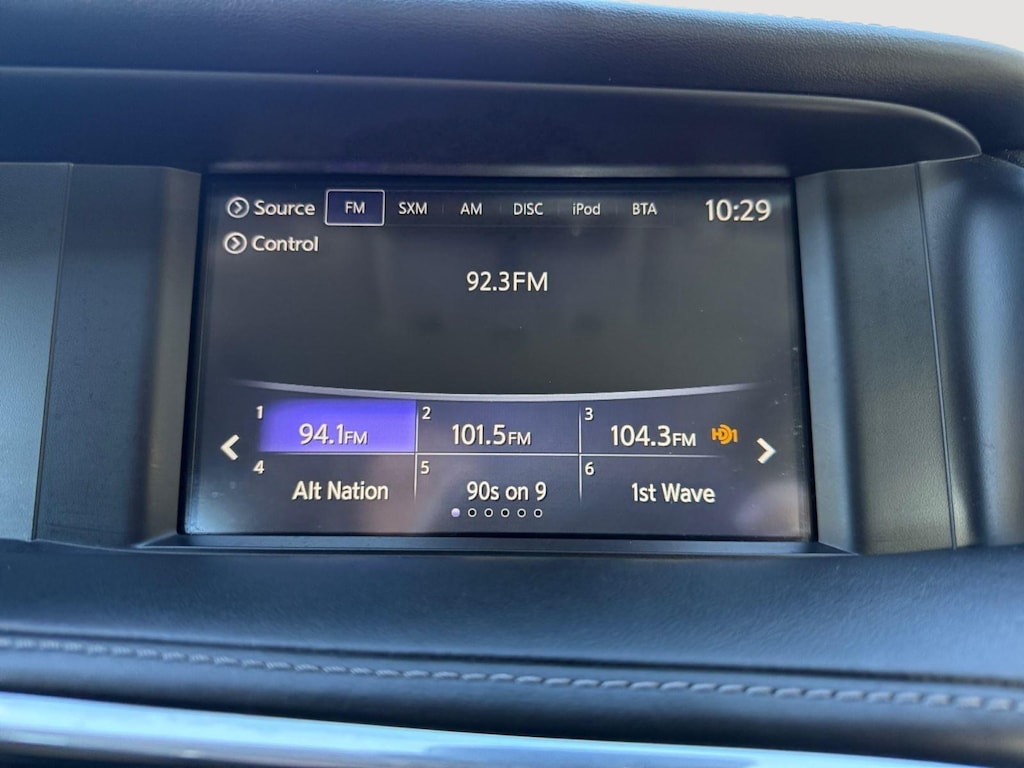 Source FM SXM AM DISC iPod BTA 10:29
Control
92.3FM
1 94.1FM 2 101.5FM 3 104.3FM HD1
4 Alt Nation 5 90s on 9 6 1st Wave